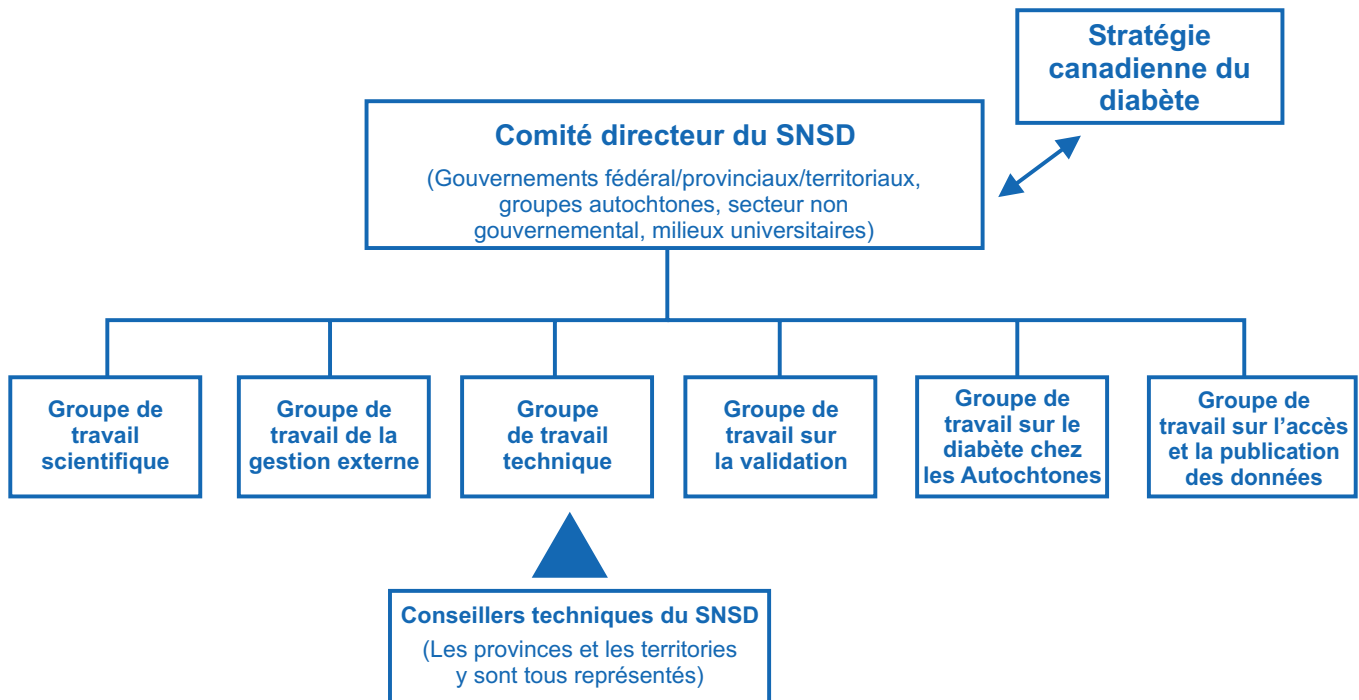 Stratégie
canadienne du
diabète
Comité directeur du SNSD
(Gouvernements fédéral/provinciaux/territoriaux,
groupes autochtones, secteur non
gouvernemental, milieux universitaires)
Groupe de
travail
scientifique
Groupe de
travail de la
gestion externe
Groupe
de travail
technique
Groupe de
travail sur
la validation
Groupe de
travail sur le
diabète chez
les Autochtones
Groupe de
travail sur l’accès
et la publication
des données
Conseillers techniques du SNSD
(Les provinces et les territories
y sont tous représentés)